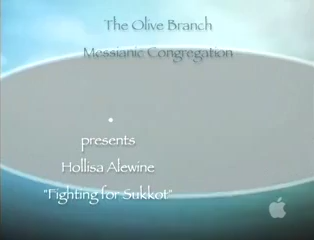 The Olive Branch
Messianic Congregation
presents
Hollisa Alewine
"Fighting for Sukkot"